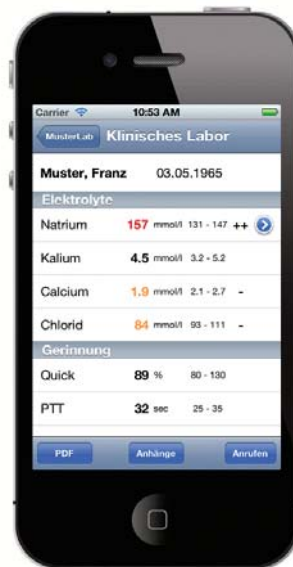 Carrier 10:53 AM
MusterLab Klinisches Labor
Muster, Franz 03.05.1965
Elektrolyte
Natrium 157 mmol/l 131 - 147 ++
Kalium 4.5 mmol/l 3.2 - 5.2
Calcium 1.9 mmol/l 2.1 - 2.7 -
Chlorid 84 mmol/l 93 - 111 -
Gerinnung
Quick 89 % 80 - 130
PTT 32 sec 25 - 35
PDF Anhänge Anrufen